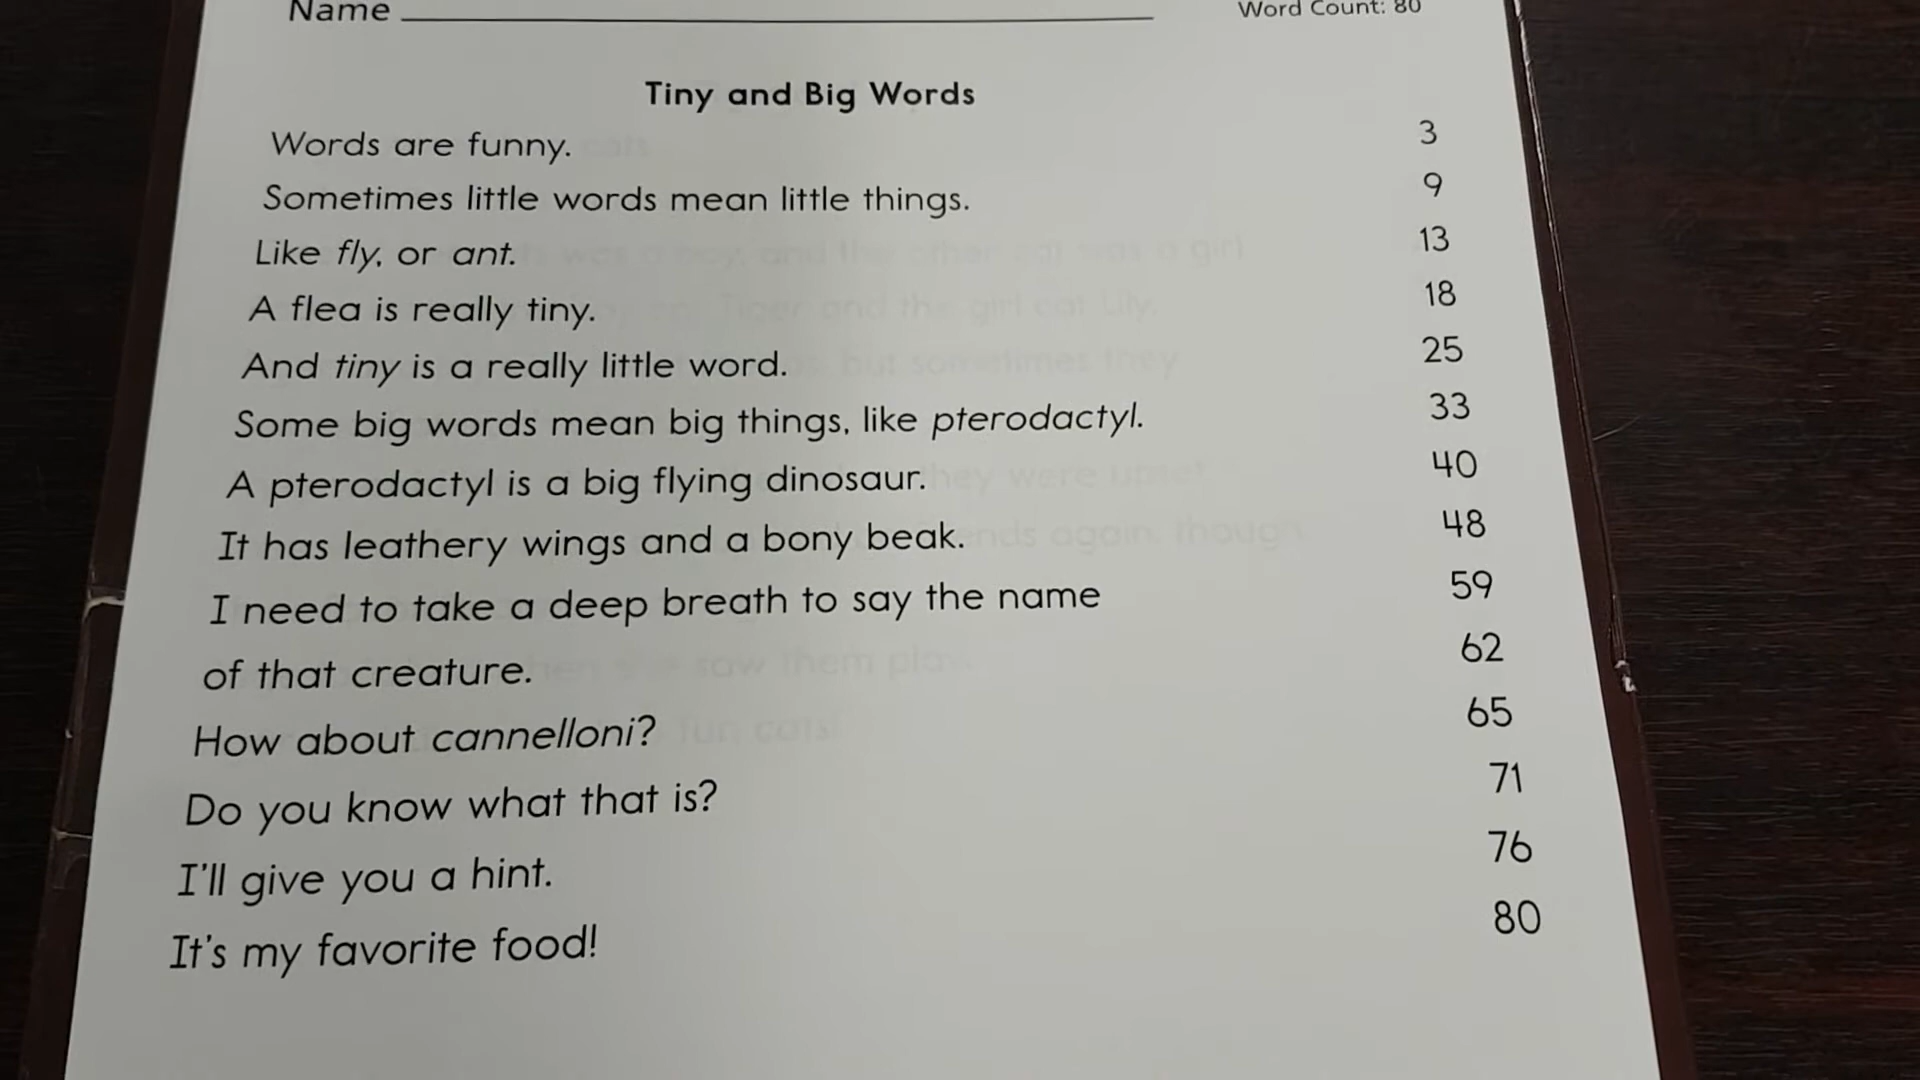 Name Word Count: 80
Tiny and Big Words
Words are funny. 3
Sometimes little words mean little things. 9
Like fly, or ant. 13
A flea is really tiny. 18
And tiny is a really little word. 25
Some big words mean big things, like pterodactyl. 33
A pterodactyl is a big flying dinosaur. 40
It has leathery wings and a bony beak. 48
I need to take a deep breath to say the name 59
of that creature. 62
How about cannelloni? 65
Do you know what that is? 71
I'll give you a hint. 76
It's my favorite food! 80